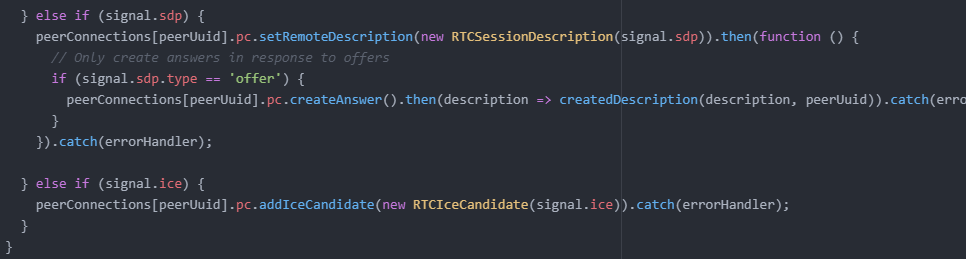 } else if (signal.sdp) {
peerConnections[peerUuid].pc.setRemoteDescription(new RTCSessionDescription(signal.sdp)).then(function () {
// Only create answers in response to offers
if (signal.sdp.type == 'offer') {
peerConnections[peerUuid].pc.createAnswer().then(description => createdDescription(description, peerUuid)).catch(erro
}
}).catch(errorHandler);
} else if (signal.ice) {
peerConnections[peerUuid].pc.addIceCandidate(new RTCIceCandidate(signal.ice)).catch(errorHandler);
}
}